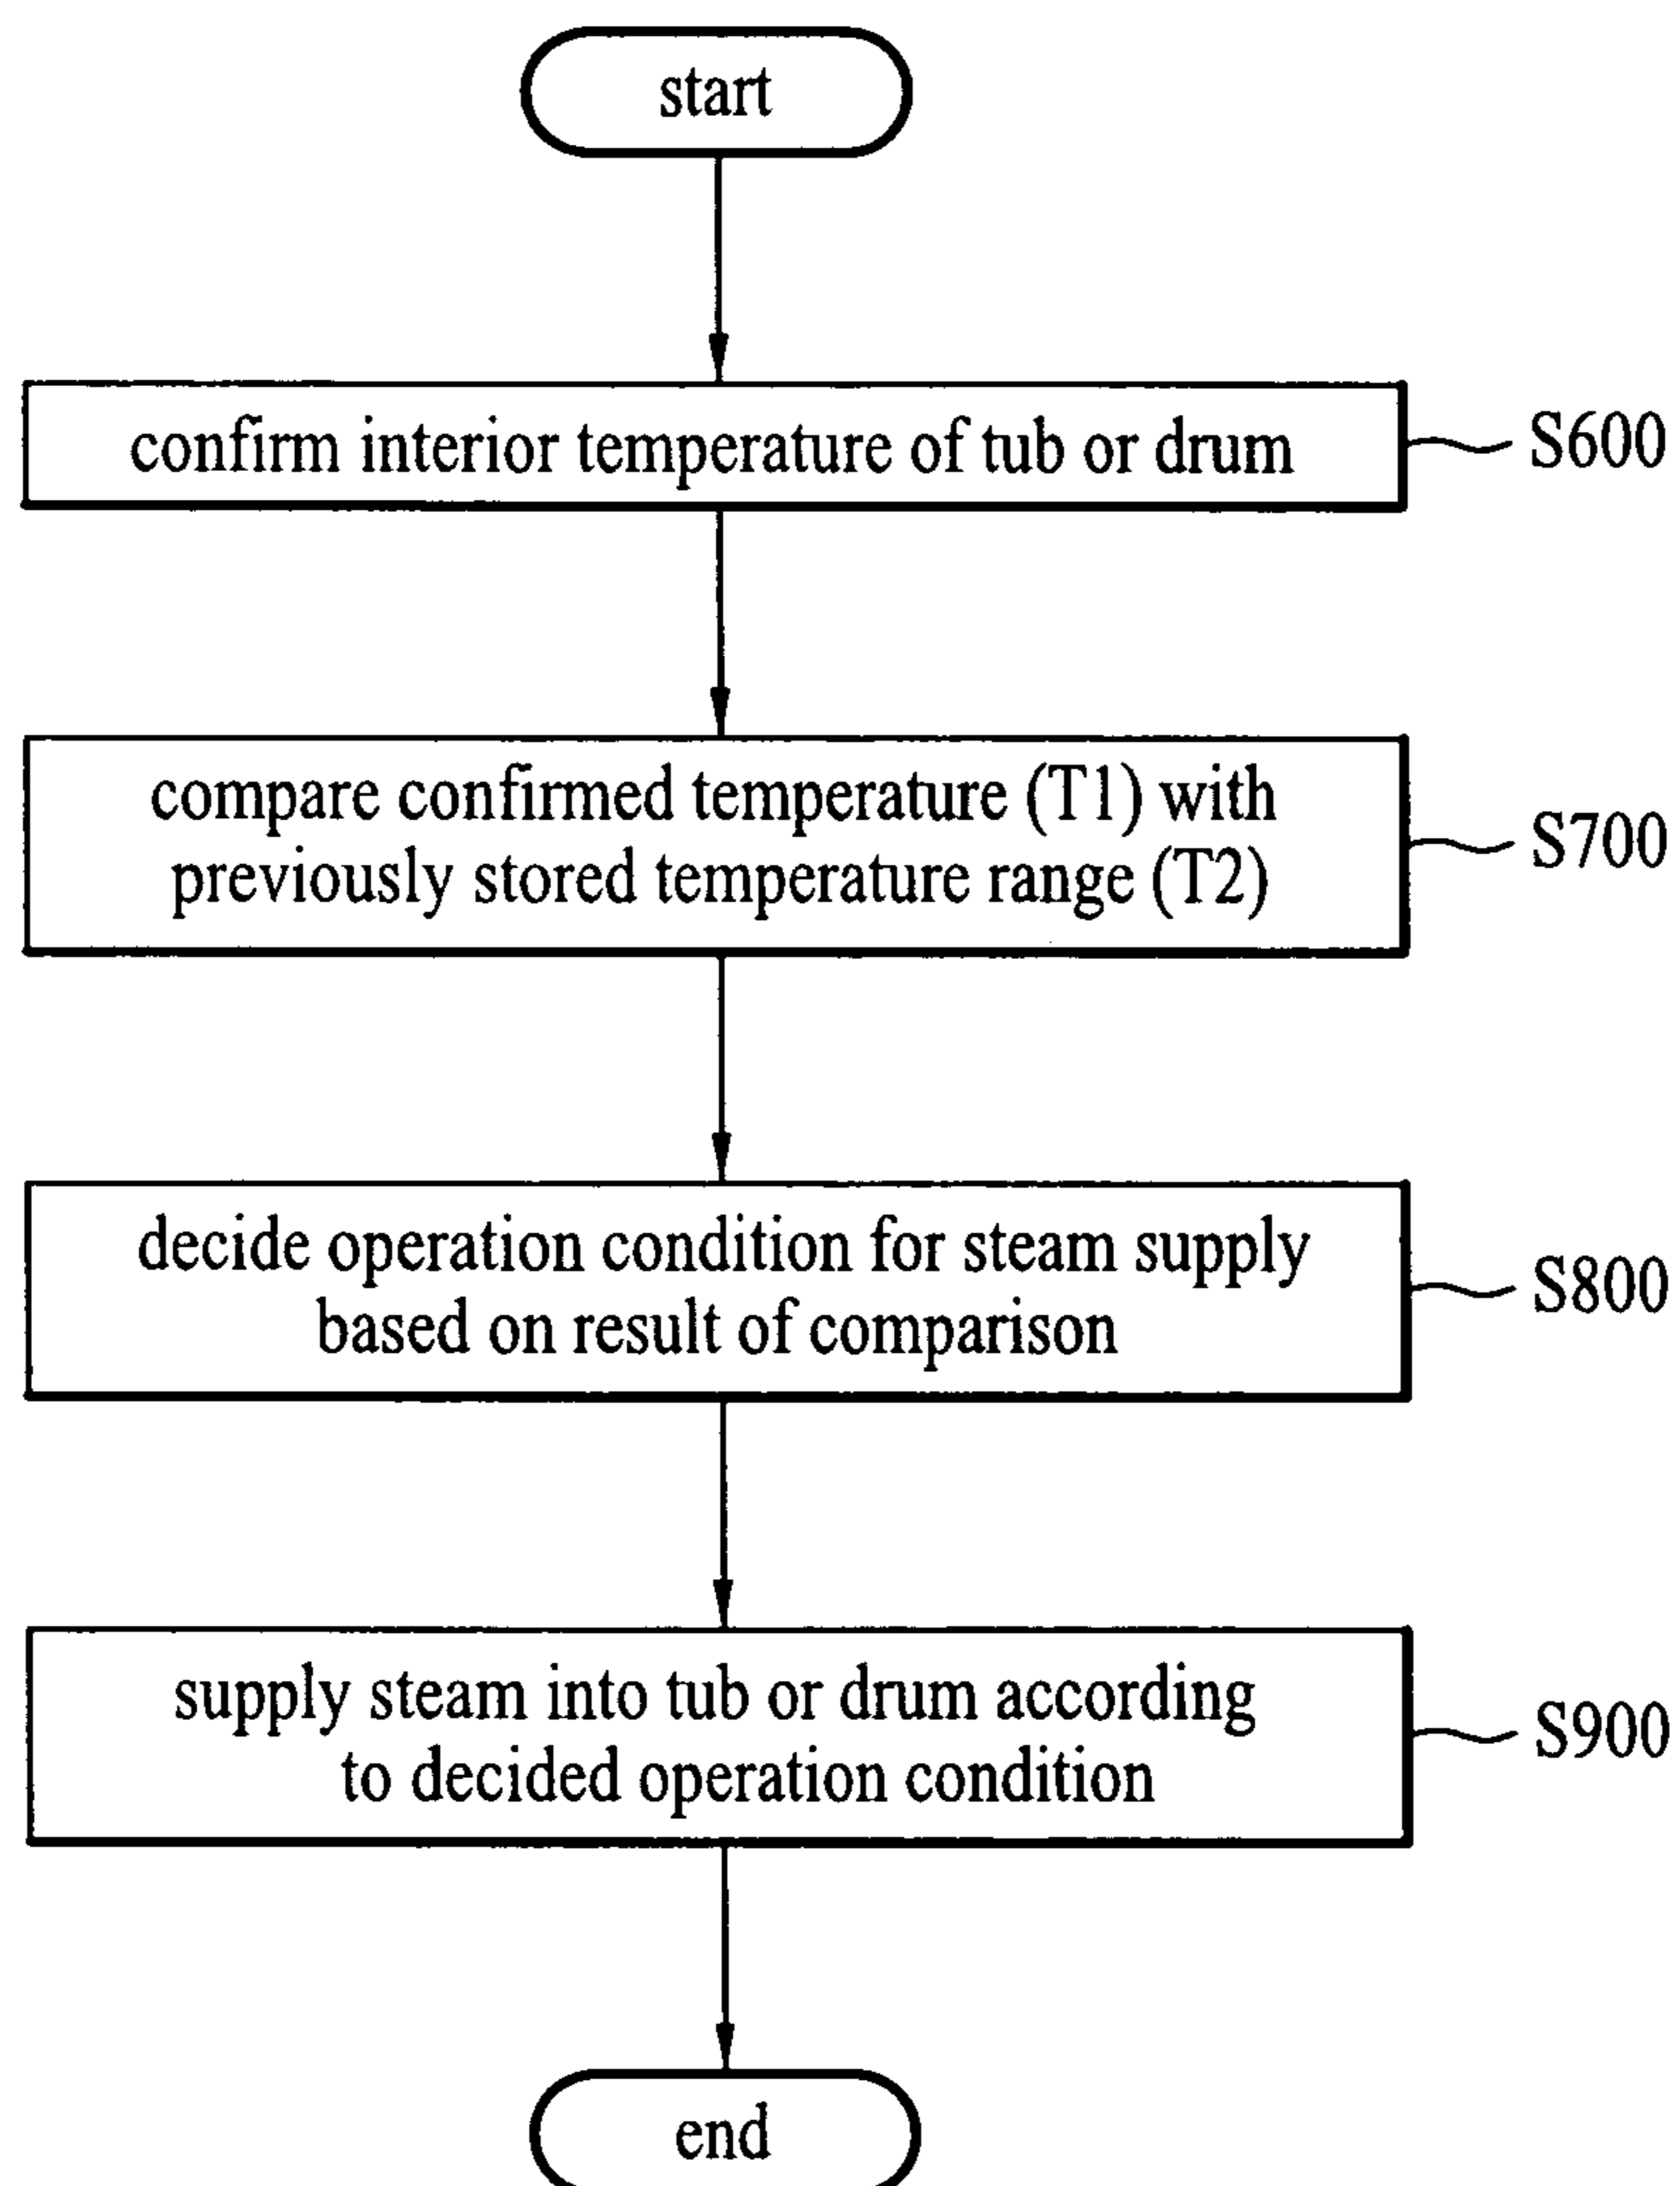 start
confirm interior temperature of tub or drum
S600
compare confirmed temperature (T1) with
previously stored temperature range (T2)
S700
decide operation condition for steam supply
based on result of comparison
S800
supply steam into tub or drum according
to decided operation condition
S900
end